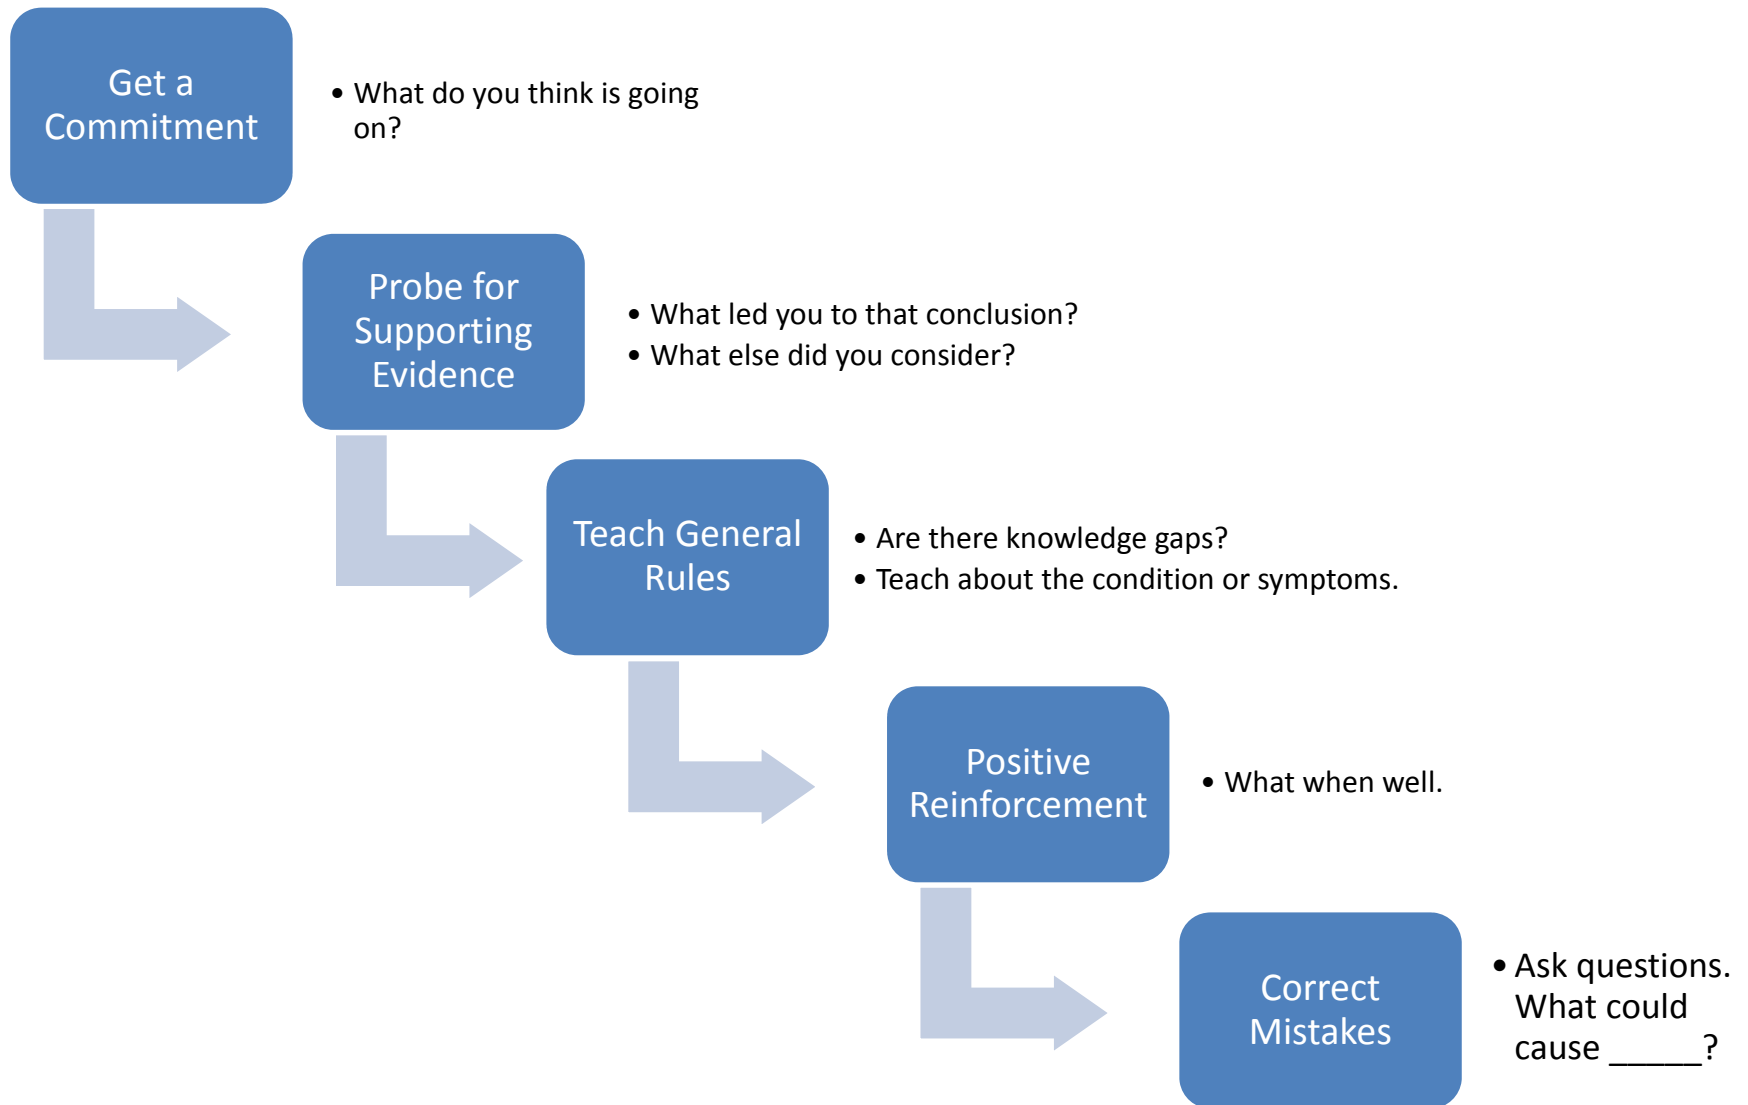 Get a
Commitment
• What do you think is going
on?
Probe for
Supporting
Evidence
• What led you to that conclusion?
• What else did you consider?
Teach General
Rules
• Are there knowledge gaps?
• Teach about the condition or symptoms.
Positive
Reinforcement
• What when well.
Correct
Mistakes
• Ask questions.
What could
cause _____?